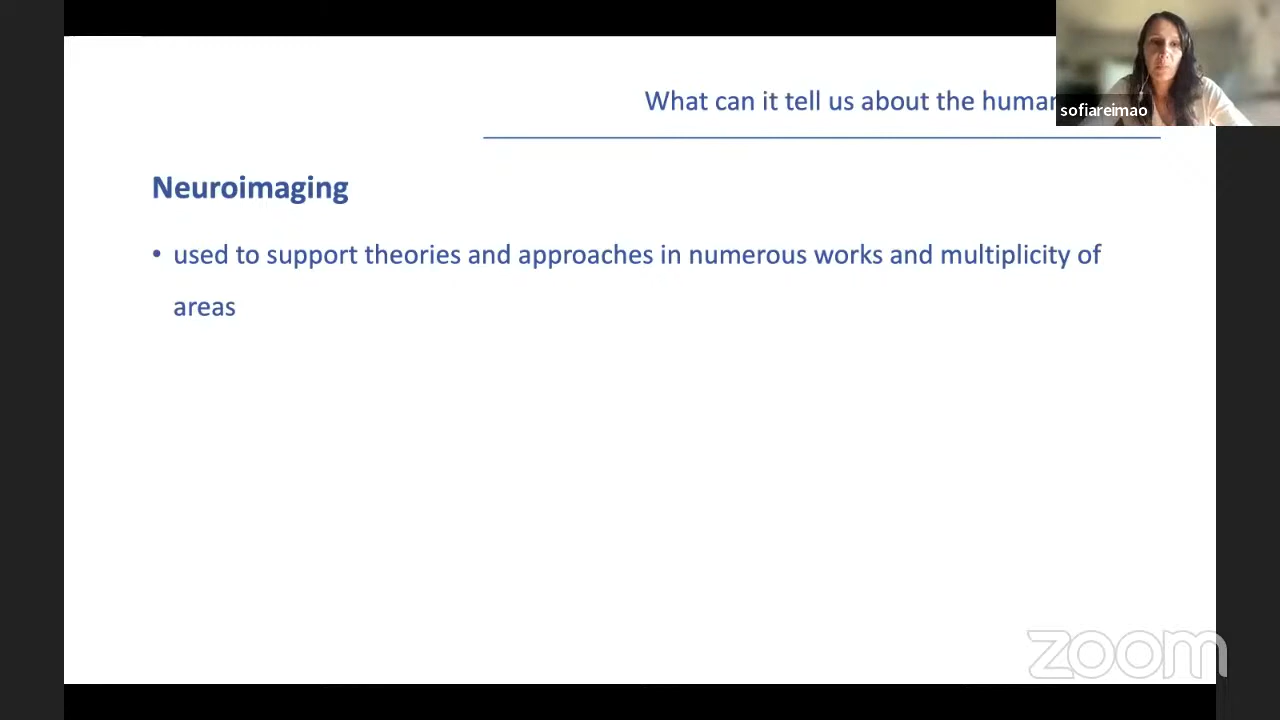 What can it tell us about the human
sofiareimao
Neuroimaging
• used to support theories and approaches in numerous works and multiplicity of
areas
zoom